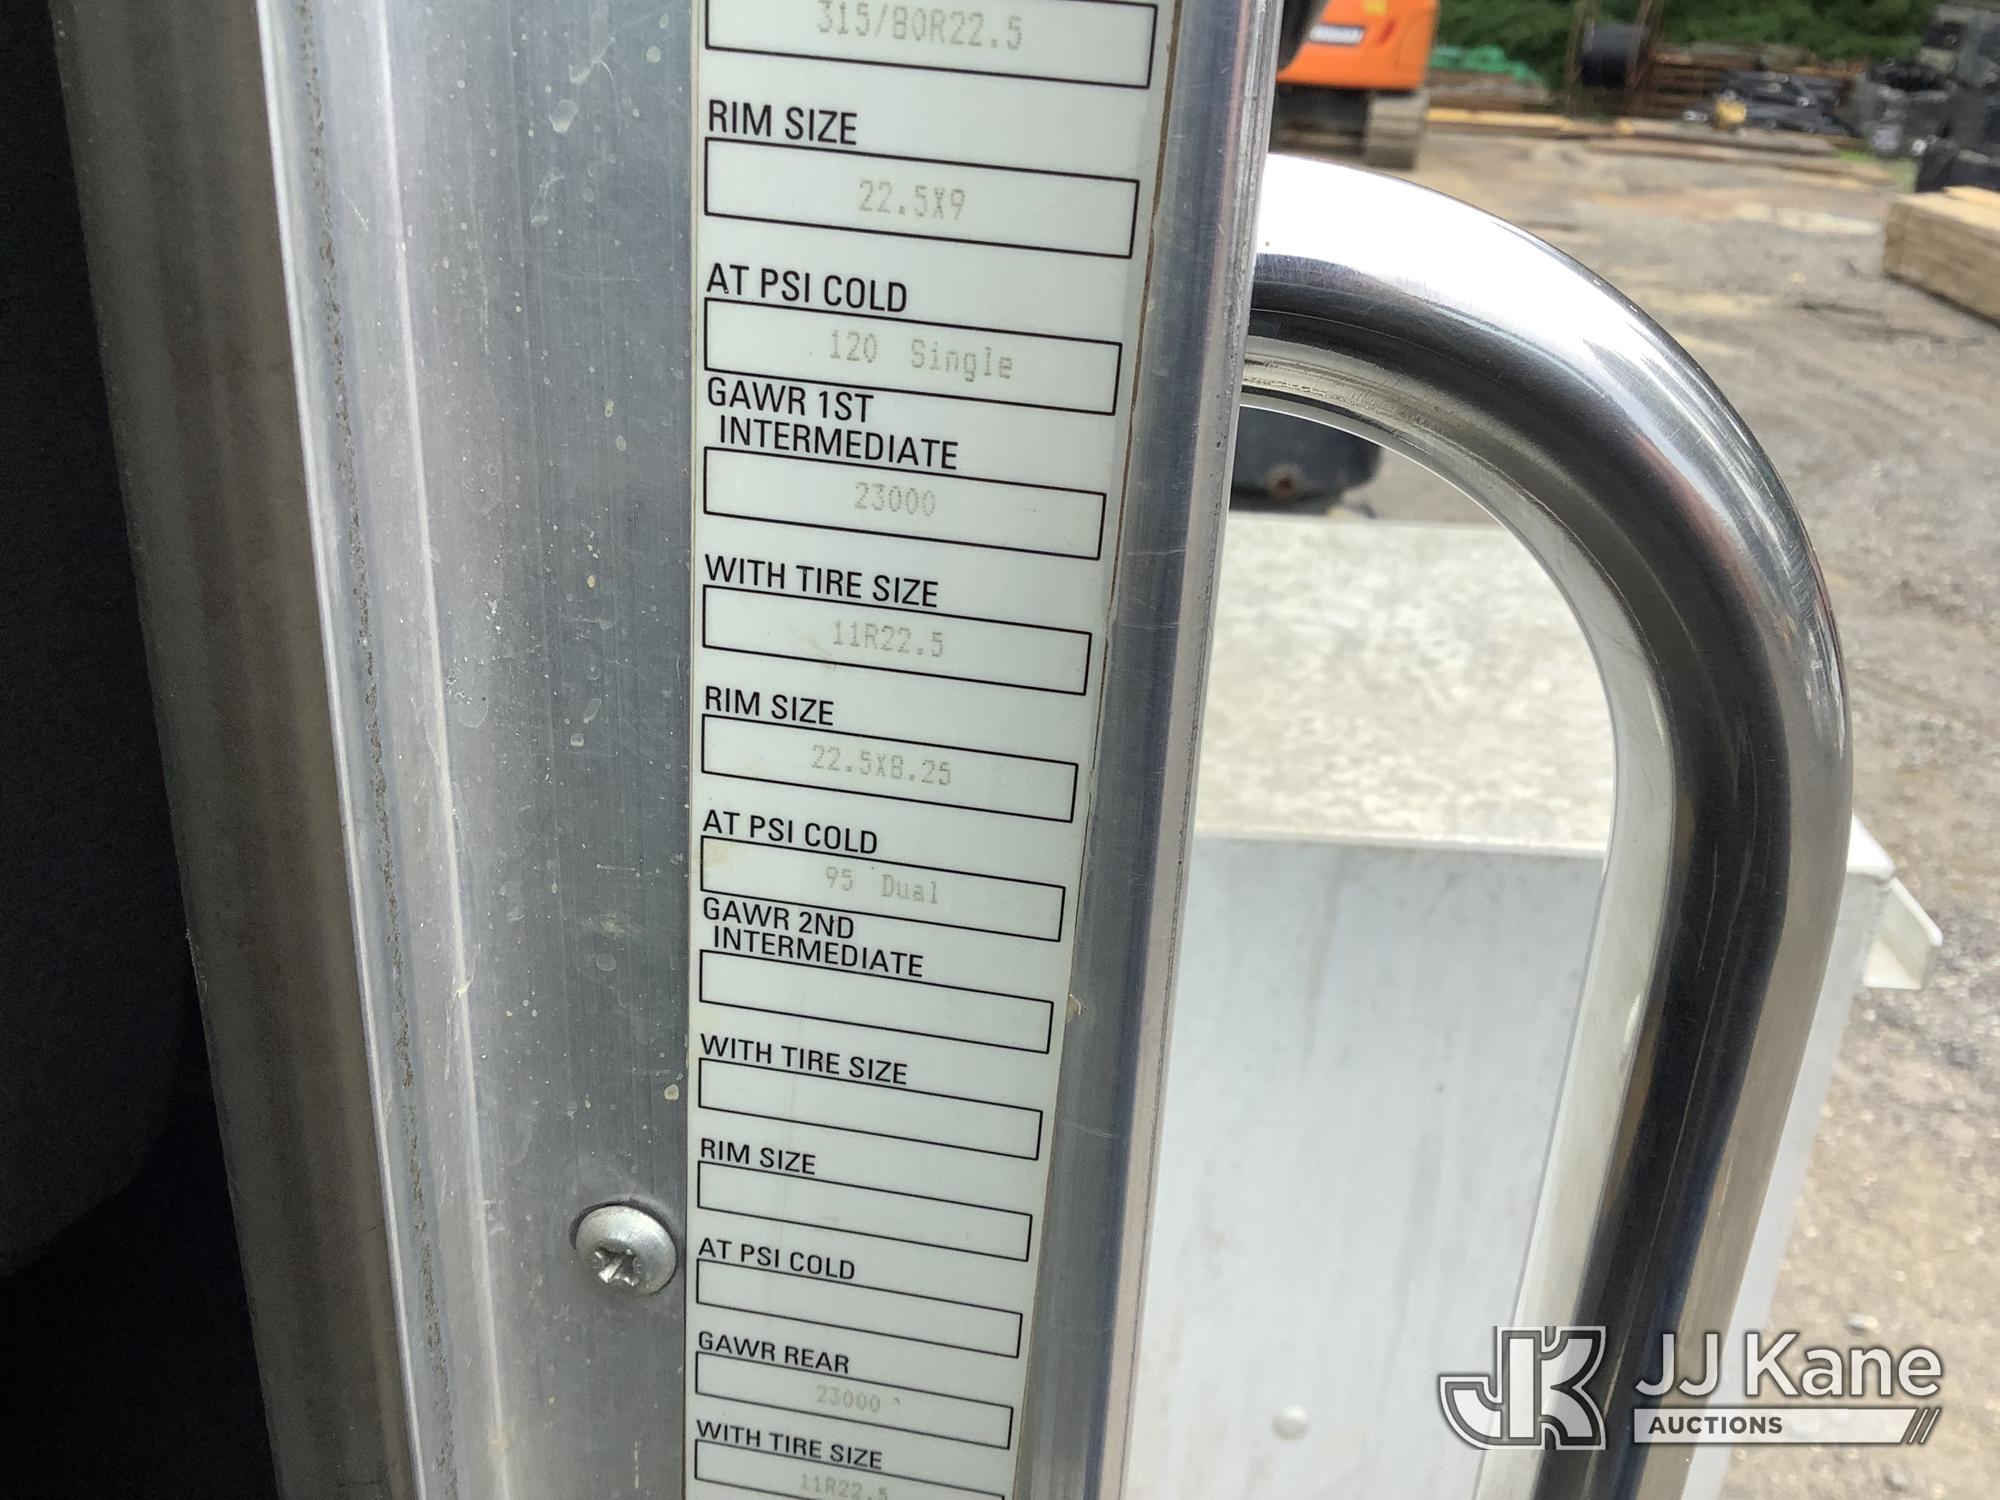 315/80R22.5
RIM SIZE
22.5X9
AT PSI COLD
120 Single
GAWR 1ST
INTERMEDIATE
23000
WITH TIRE SIZE
11R22.5
RIM SIZE
22.5X8.25
AT PSI COLD
95 Dual
GAWR 2ND
INTERMEDIATE
WITH TIRE SIZE
RIM SIZE
AT PSI COLD
GAWR REAR
23000
WITH TIRE SIZE
11R22.5
JK JJ Kane
AUCTIONS